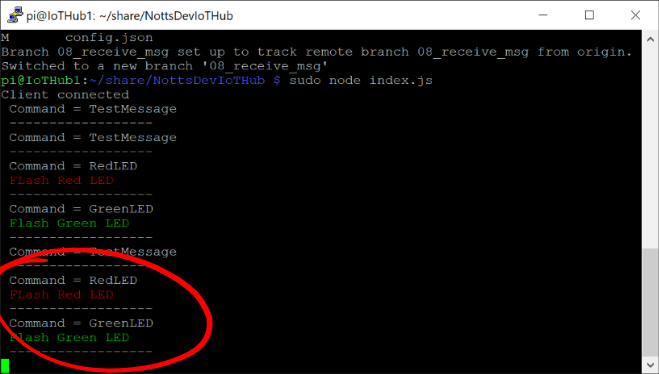 pi@IoTHub1: ~/share/NottsDevIoTHub
M config.json
Branch 08_receive_msg set up to track remote branch 08_receive_msg from origin.
Switched to a new branch '08_receive_msg'
pi@IoTHub1:~/share/NottsDevIoTHub $ sudo node index.js
Client connected
Command = TestMessage
------------------
Command = TestMessage
------------------
Command = RedLED
FLash Red LED
------------------
Command = GreenLED
Flash Green LED
------------------
Command = TestMessage
------------------
Command = RedLED
FLash Red LED
------------------
Command = GreenLED
Flash Green LED
------------------